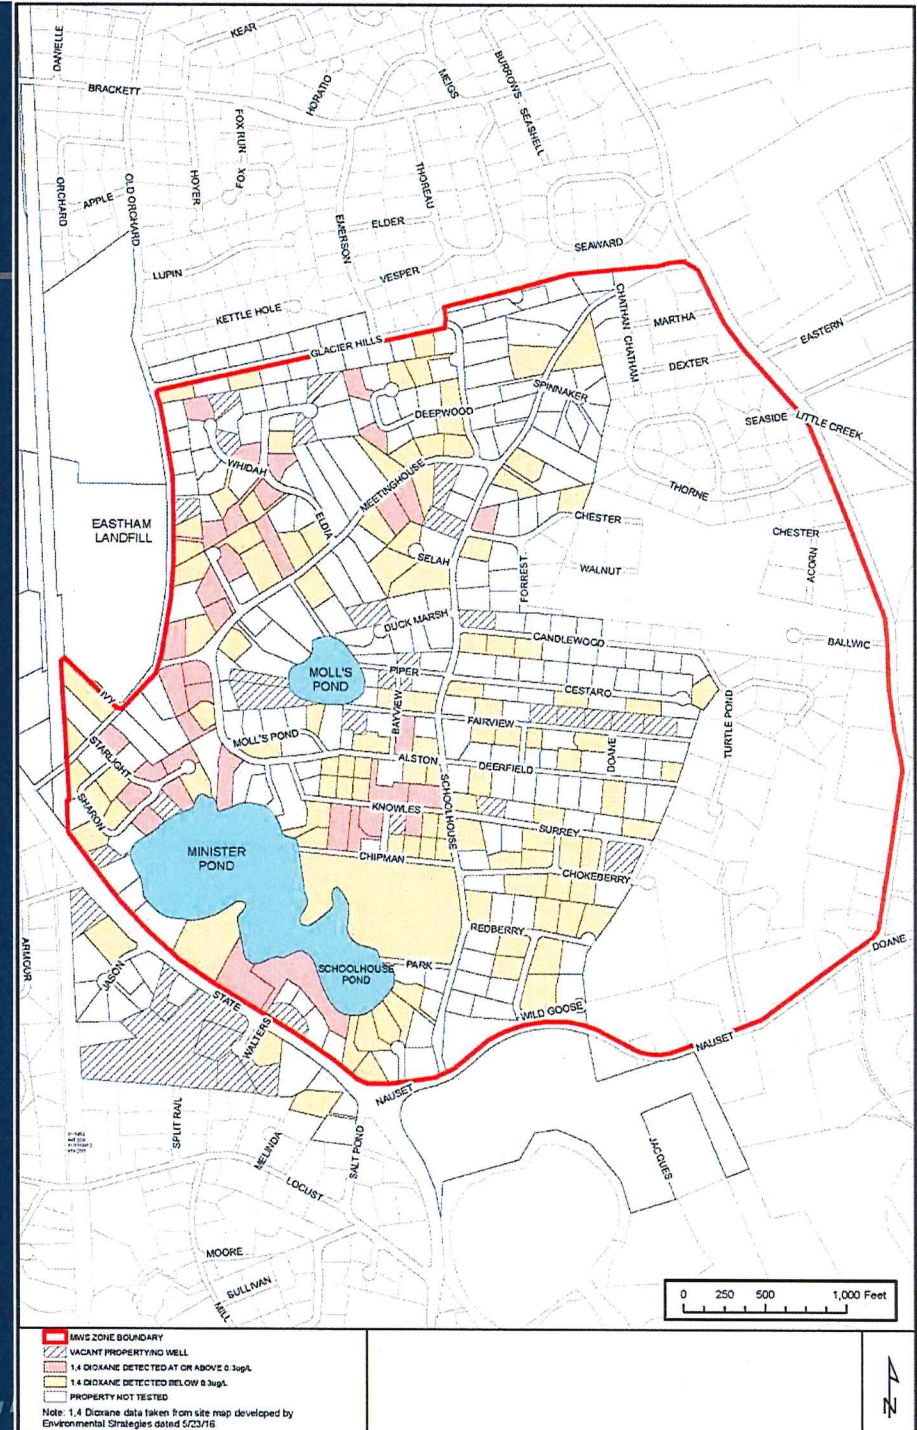 DANIELLE
KEAR
BRACKETT
HORATIO
MEIGS
BURROWS
SEASHELL
FOX RUN
FOX
ORCHARD
APPLE
OLD ORCHARD
HOYER
THOREAU
EMERSON
ELDER
SEAWARD
LUPIN
VESPER
KETTLE HOLE
CHATHAM
CHATHAM
MARTHA
EASTERN
GLACIER HILLS
DEXTER
SPINNAKER
DEEPWOOD
SEASIDE
LITTLE CREEK
WHIDAH
MEETINGHOUSE
THORNE
ELDIA
EASTHAM
LANDFILL
CHESTER
CHESTER
SELAH
FORREST
WALNUT
ACORN
DUCK MARSH
CANDLEWOOD
BALLWIC
MOLL'S
POND
PIPER
CESTARO
IVY
BAYVIEW
FAIRVIEW
TURTLE POND
MOLL'S POND
STARLIGHT
ALSTON
DEERFIELD
DOANE
SHARON
KNOWLES
SCHOOLHOUSE
SURREY
MINISTER
POND
CHIPMAN
CHOKEBERRY
REDBERRY
ARMOUR
JASON
SCHOOLHOUSE
POND
PARK
DOANE
STATE
WALTERS
WILD GOOSE
NAUSET
NAUSET
SPLIT RAIL
MELINDA
SALT POND
JACQUES
LOCUST
MOORE
SULLIVAN
MILL
0 250 500 1,000 Feet
MWS ZONE BOUNDARY
VACANT PROPERTY/NO WELL
1,4 DIOXANE DETECTED AT OR ABOVE 0.3ug/L
1.4 DIOXANE DETECTED BELOW 0.3ug/L
PROPERTY NOT TESTED
Note: 1,4 Dioxane data taken from site map developed by
Environmental Strategies dated 5/23/16
N